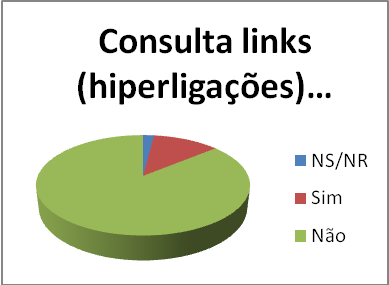 Consulta links
(hiperligações)...
NS/NR
Sim
Não